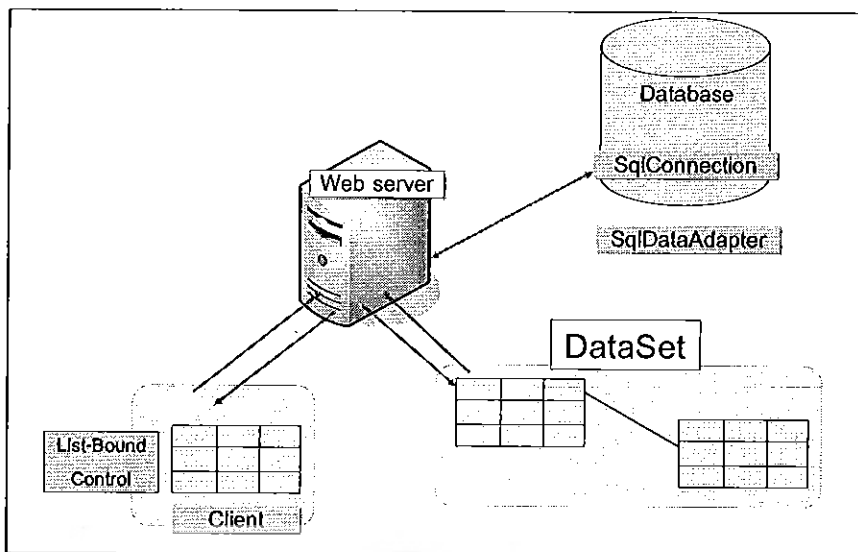 Database
SqlConnection
Web server
SqlDataAdapter
DataSet
List-Bound
Control
Client